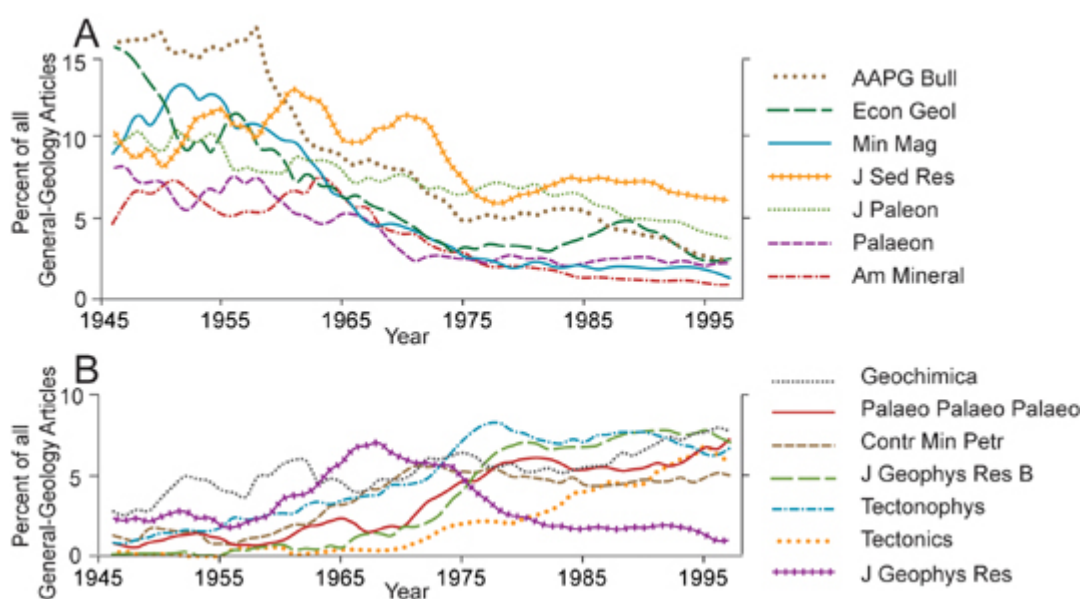 A
Percent of all
General-Geology Articles
15
10
5
0
1945
1955
1965
1975
1985
1995
Year
AAPG Bull
Econ Geol
Min Mag
J Sed Res
J Paleon
Palaeon
Am Mineral
B
Percent of all
General-Geology Articles
10
5
0
1945
1955
1965
1975
1985
1995
Year
Geochimica
Palaeo Palaeo Palaeo
Contr Min Petr
J Geophys Res B
Tectonophys
Tectonics
J Geophys Res